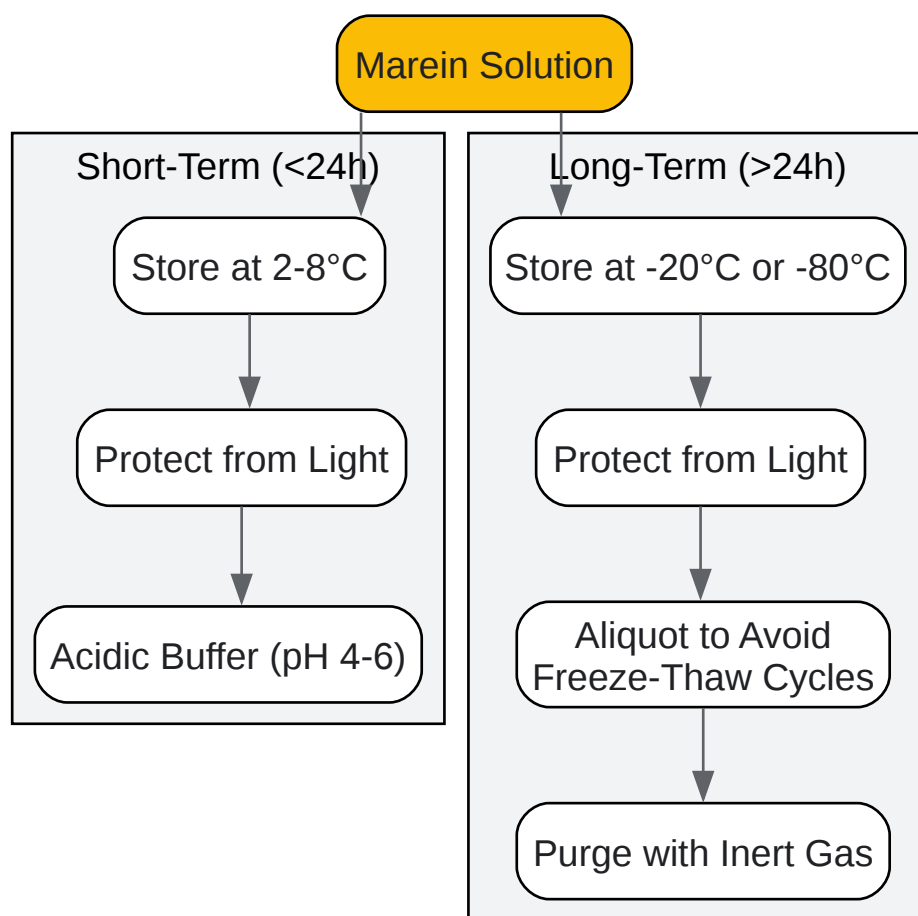 Marein Solution
Short-Term (<24h)
Store at 2-8°C
Protect from Light
Acidic Buffer (pH 4-6)
Long-Term (>24h)
Store at -20°C or -80°C
Protect from Light
Aliquot to Avoid
Freeze-Thaw Cycles
Purge with Inert Gas